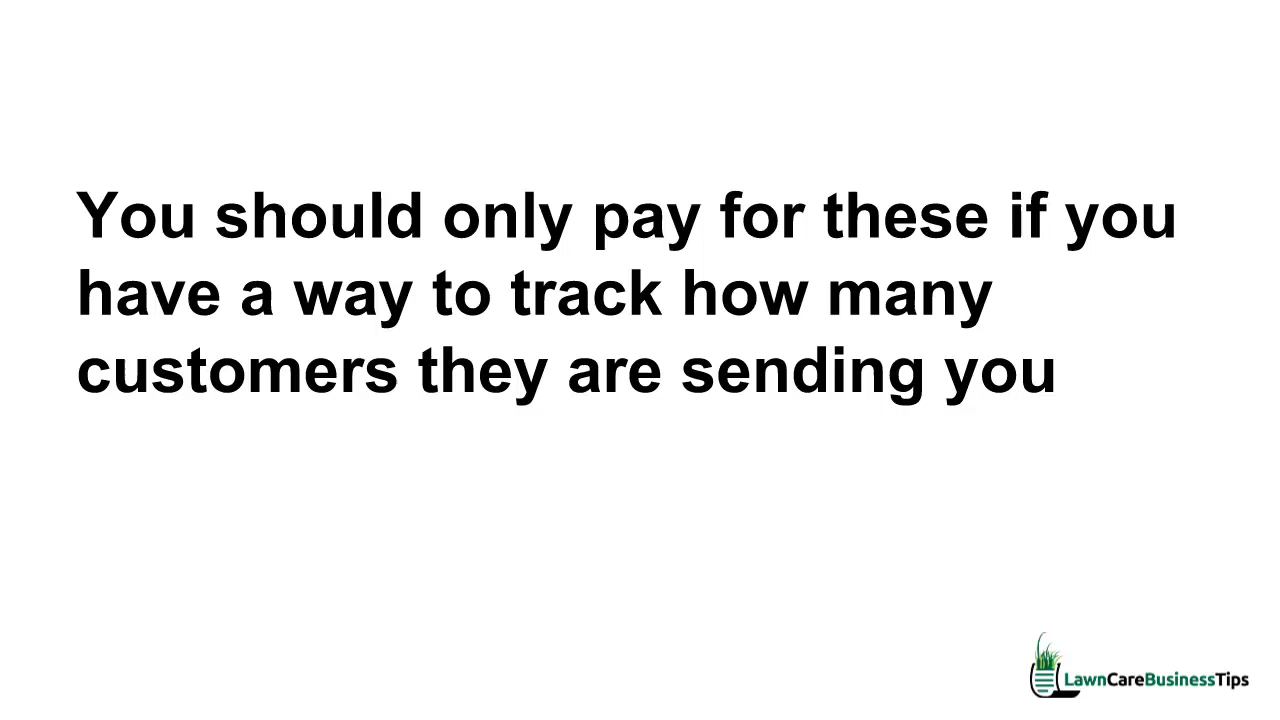 You should only pay for these if you
have a way to track how many
customers they are sending you
LawnCareBusinessTips